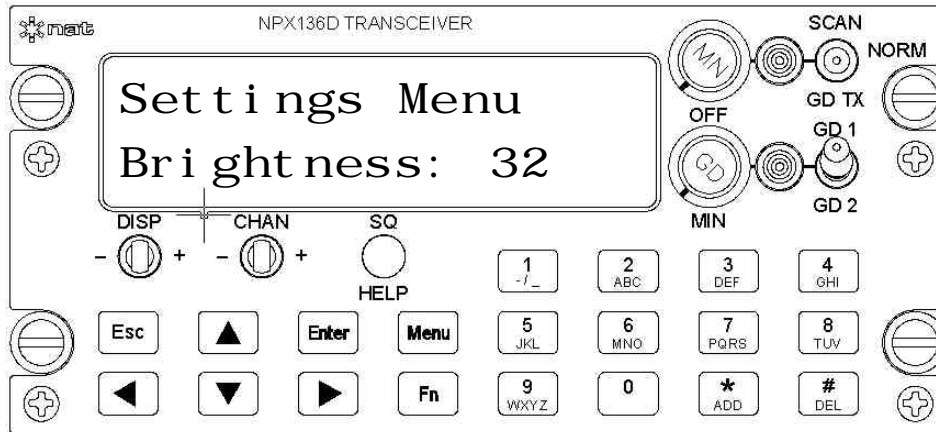 nat
NPX136D TRANSCEIVER
Settings Menu
Brightness: 32
MN
OFF
SCAN
NORM
GD TX
GD
MIN
GD 1
GD 2
DISP
- +
CHAN
- +
SQ
HELP
1 -/_
2 ABC
3 DEF
4 GHI
Esc
Enter
Menu
5 JKL
6 MNO
7 PQRS
8 TUV
Fn
9 WXYZ
0
* ADD
# DEL